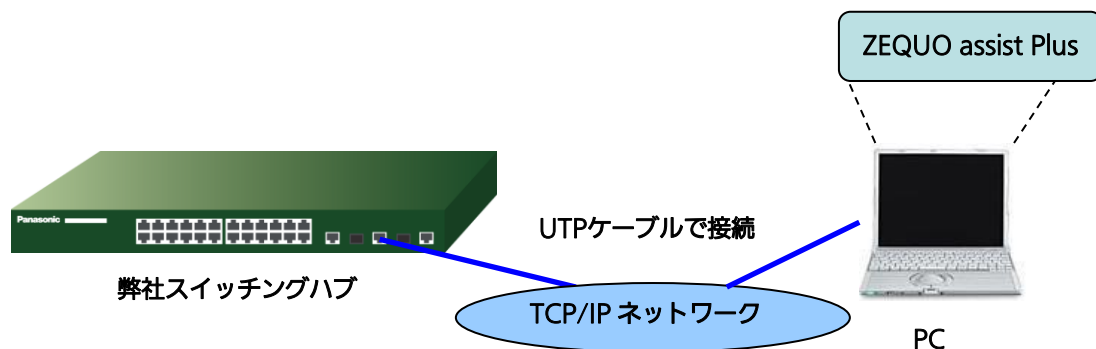 ZEQUO assist Plus
Panasonic
UTPケーブルで接続
弊社スイッチングハブ
TCP/IP ネットワーク
PC